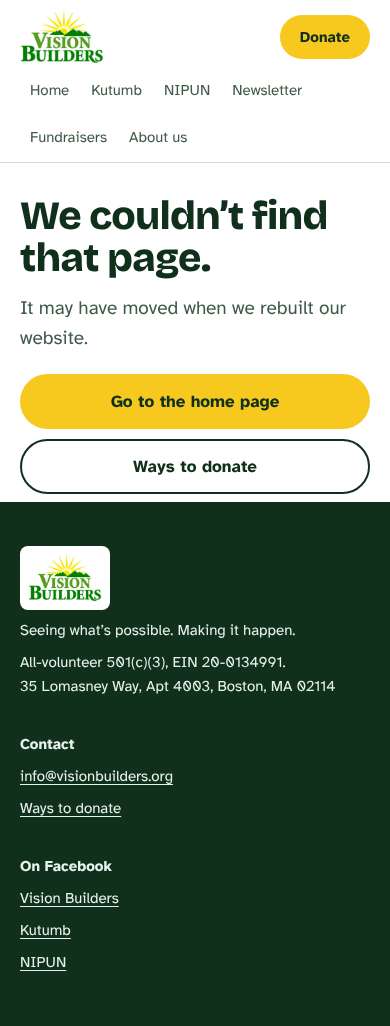 VISION
BUILDERS
Donate
Home Kutumb NIPUN Newsletter
Fundraisers About us
We couldn’t find
that page.
It may have moved when we rebuilt our
website.
Go to the home page
Ways to donate
VISION
BUILDERS
Seeing what’s possible. Making it happen.
All-volunteer 501(c)(3), EIN 20-0134991.
35 Lomasney Way, Apt 4003, Boston, MA 02114
Contact
info@visionbuilders.org
Ways to donate
On Facebook
Vision Builders
Kutumb
NIPUN